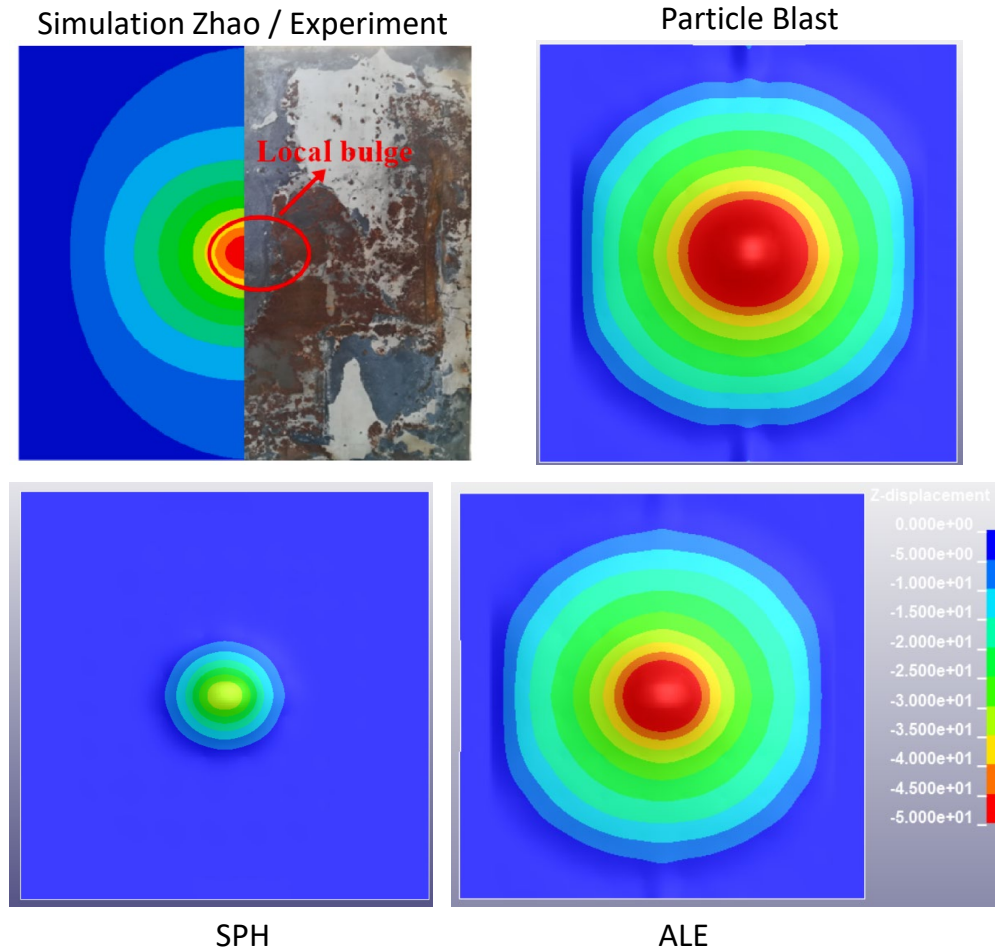 Simulation Zhao / Experiment
Particle Blast
Local bulge
Z-displacement
0.000e+00
-5.000e+00
-1.000e+01
-1.500e+01
-2.000e+01
-2.500e+01
-3.000e+01
-3.500e+01
-4.000e+01
-4.500e+01
-5.000e+01
SPH
ALE